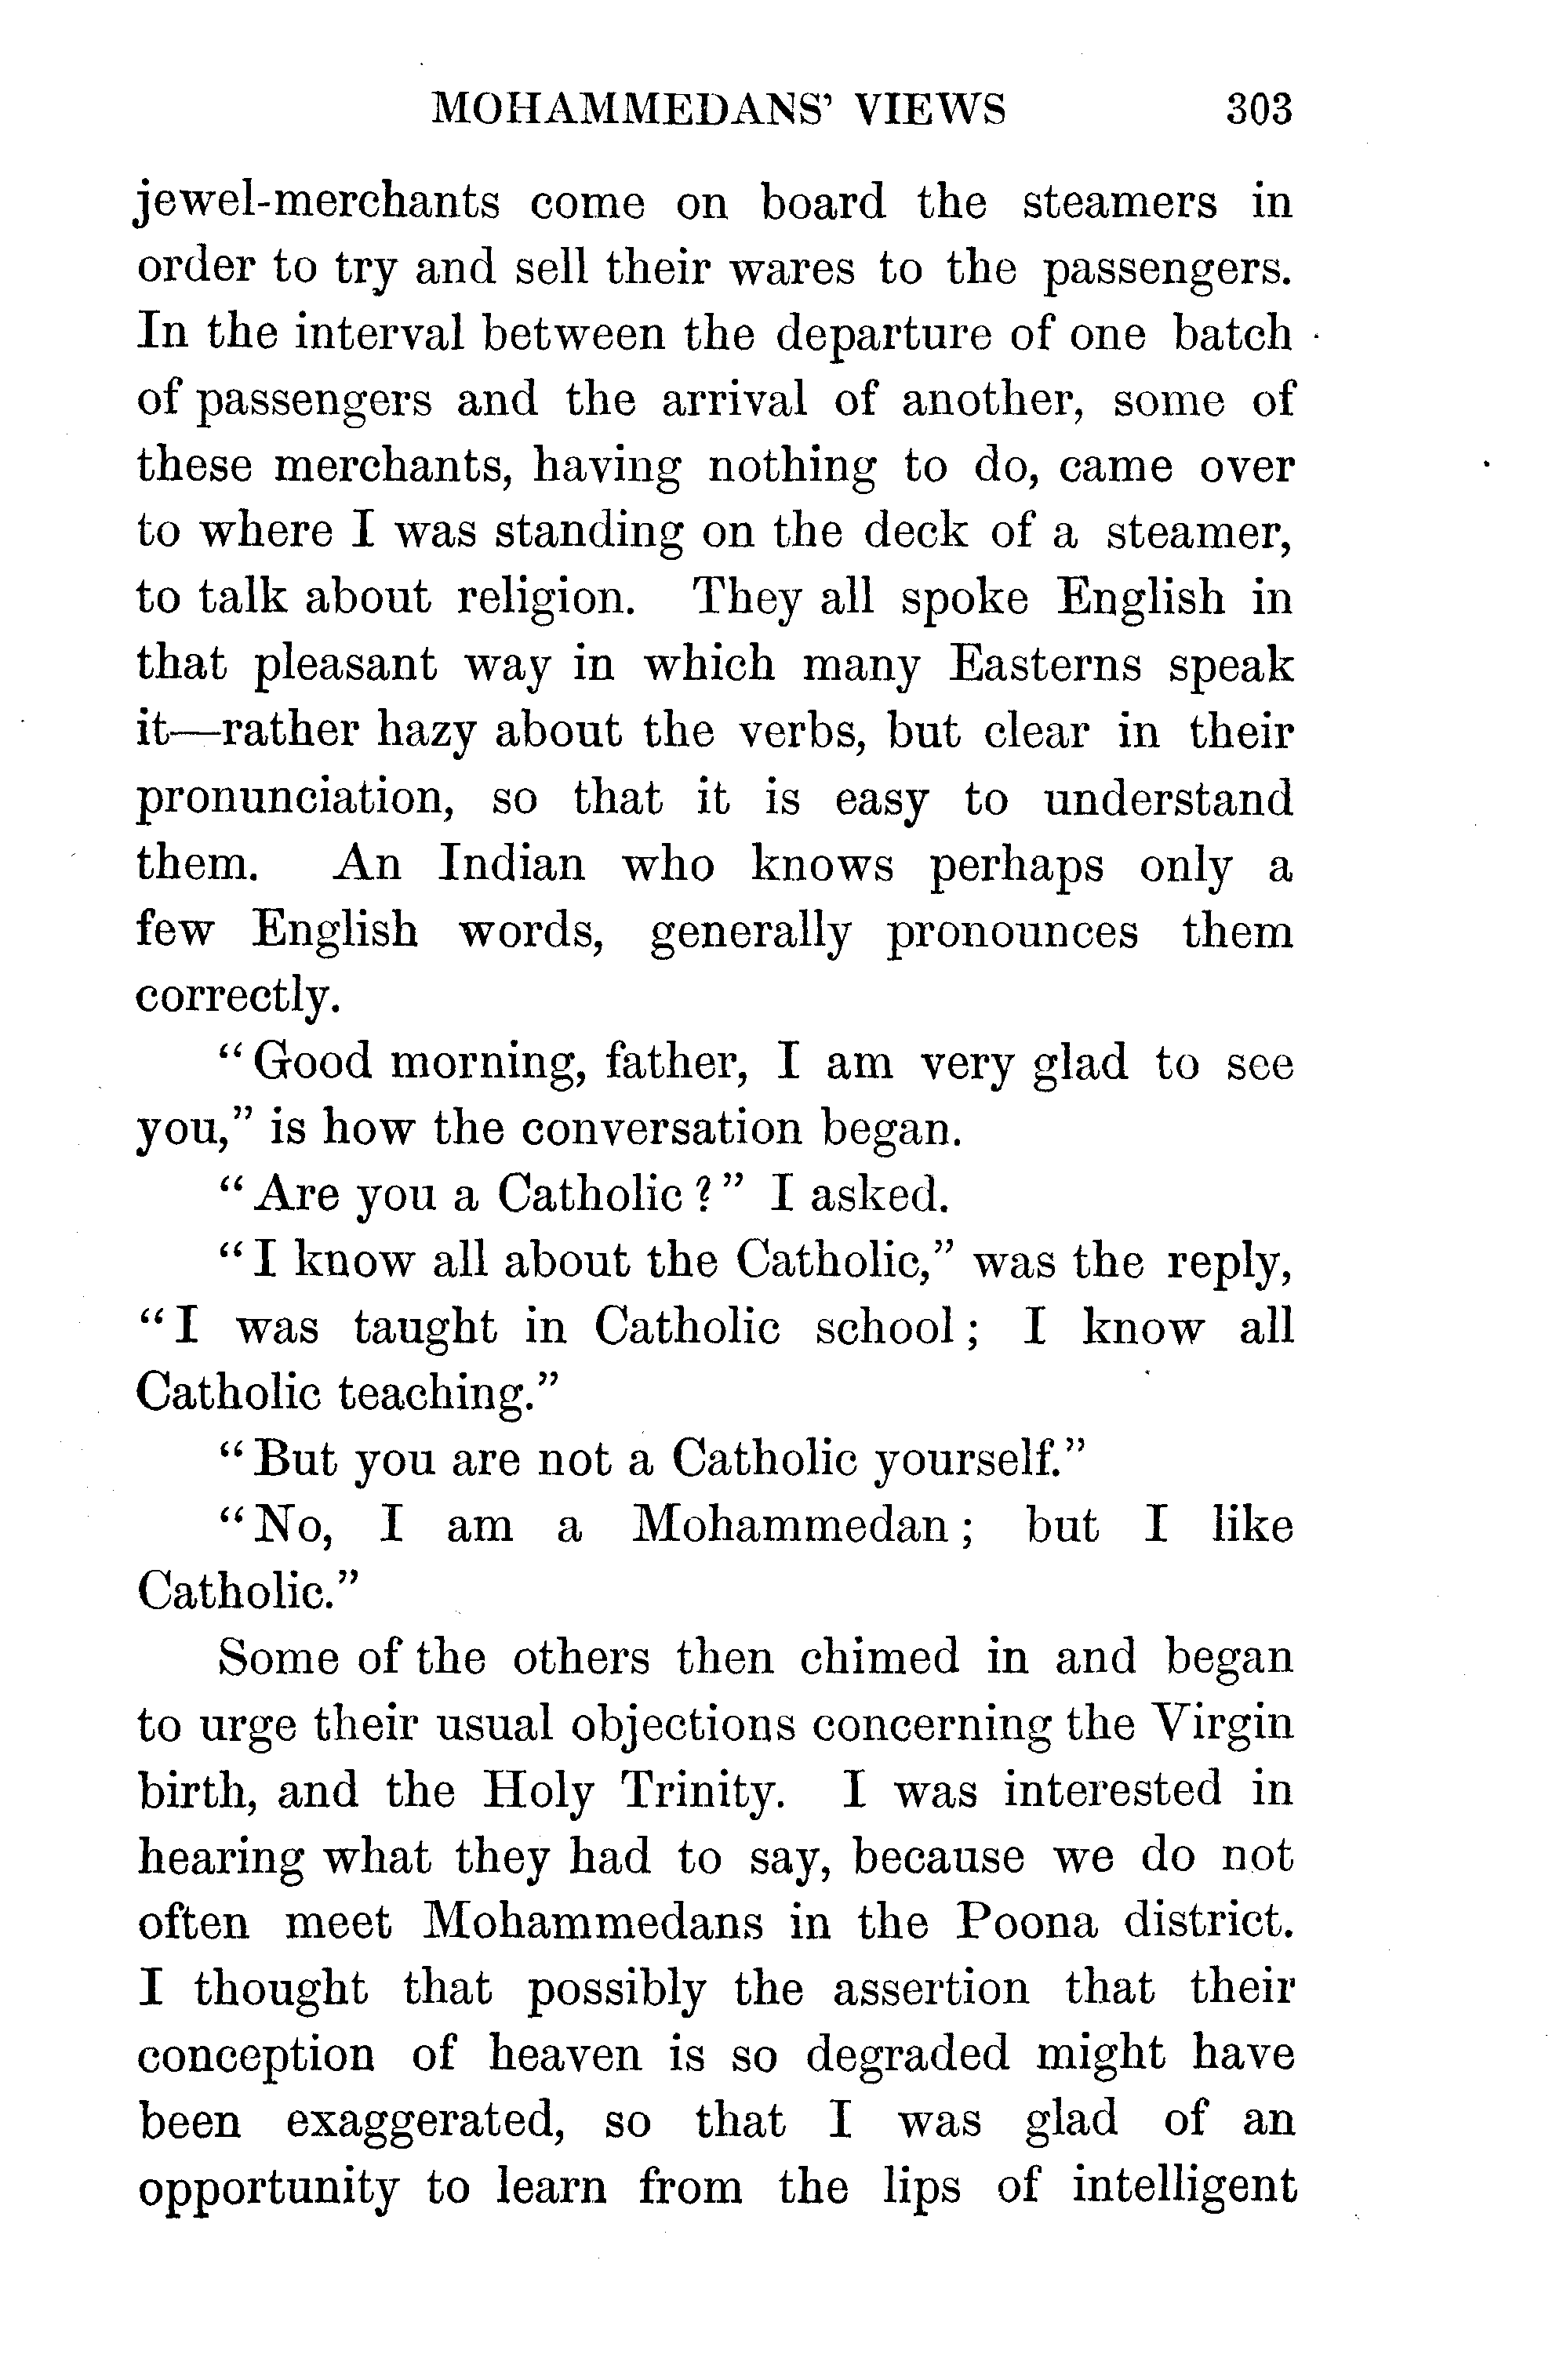 MOHAMMEDANS' VIEWS 303
jewel-merchants come on board the steamers in
order to try and sell their wares to the passengers.
In the interval between the departure of one batch
of passengers and the arrival of another, some of
these merchants, having nothing to do, came over
to where I was standing on the deck of a steamer,
to talk about religion. They all spoke English in
that pleasant way in which many Easterns speak
it—rather hazy about the verbs, but clear in their
pronunciation, so that it is easy to understand
them. An Indian who knows perhaps only a
few English words, generally pronounces them
correctly.
"Good morning, father, I am very glad to see
you," is how the conversation began.
"Are you a Catholic?" I asked.
"I know all about the Catholic," was the reply,
"I was taught in Catholic school; I know all
Catholic teaching."
"But you are not a Catholic yourself."
"No, I am a Mohammedan; but I like
Catholic."
Some of the others then chimed in and began
to urge their usual objections concerning the Virgin
birth, and the Holy Trinity. I was interested in
hearing what they had to say, because we do not
often meet Mohammedans in the Poona district.
I thought that possibly the assertion that their
conception of heaven is so degraded might have
been exaggerated, so that I was glad of an
opportunity to learn from the lips of intelligent